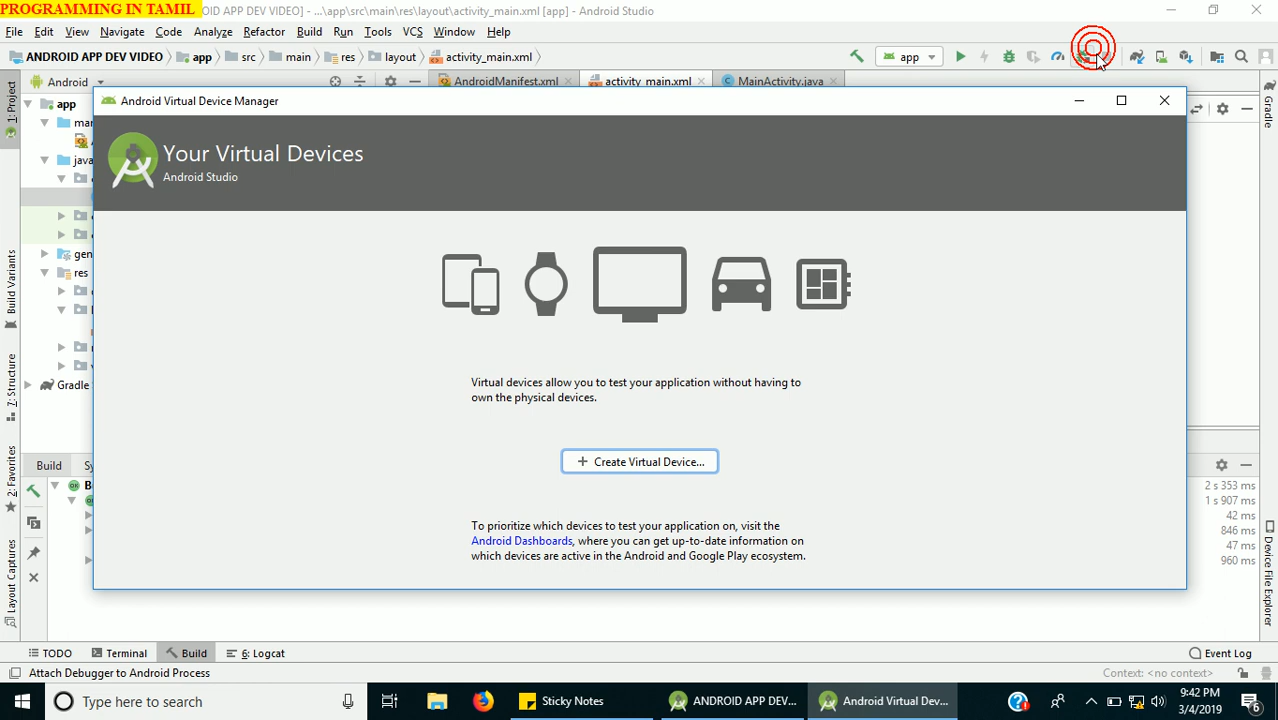 PROGRAMMING IN TAMIL
OID APP DEV VIDEO] - ...\app\src\main\res\layout\activity_main.xml [app] - Android Studio
File Edit View Navigate Code Analyze Refactor Build Run Tools VCS Window Help
ANDROID APP DEV VIDEO app src main res layout activity_main.xml app
Android AndroidManifest.xml activity_main.xml MainActivity.java
1: Project
Build Variants
7: Structure
2: Favorites
Layout Captures
app
java
gen
res
Gradle
Android Virtual Device Manager
Your Virtual Devices
Android Studio
Virtual devices allow you to test your application without having to
own the physical devices.
Create Virtual Device...
To prioritize which devices to test your application on, visit the
Android Dashboards, where you can get up-to-date information on
which devices are active in the Android and Google Play ecosystem.
Gradle
Device File Explorer
Build
2 s 353 ms
1 s 907 ms
42 ms
846 ms
47 ms
960 ms
TODO Terminal Build 6: Logcat Event Log
Attach Debugger to Android Process Context: <no context>
Type here to search Sticky Notes ANDROID APP DEV... Android Virtual Dev... 9:42 PM
3/4/2019
6